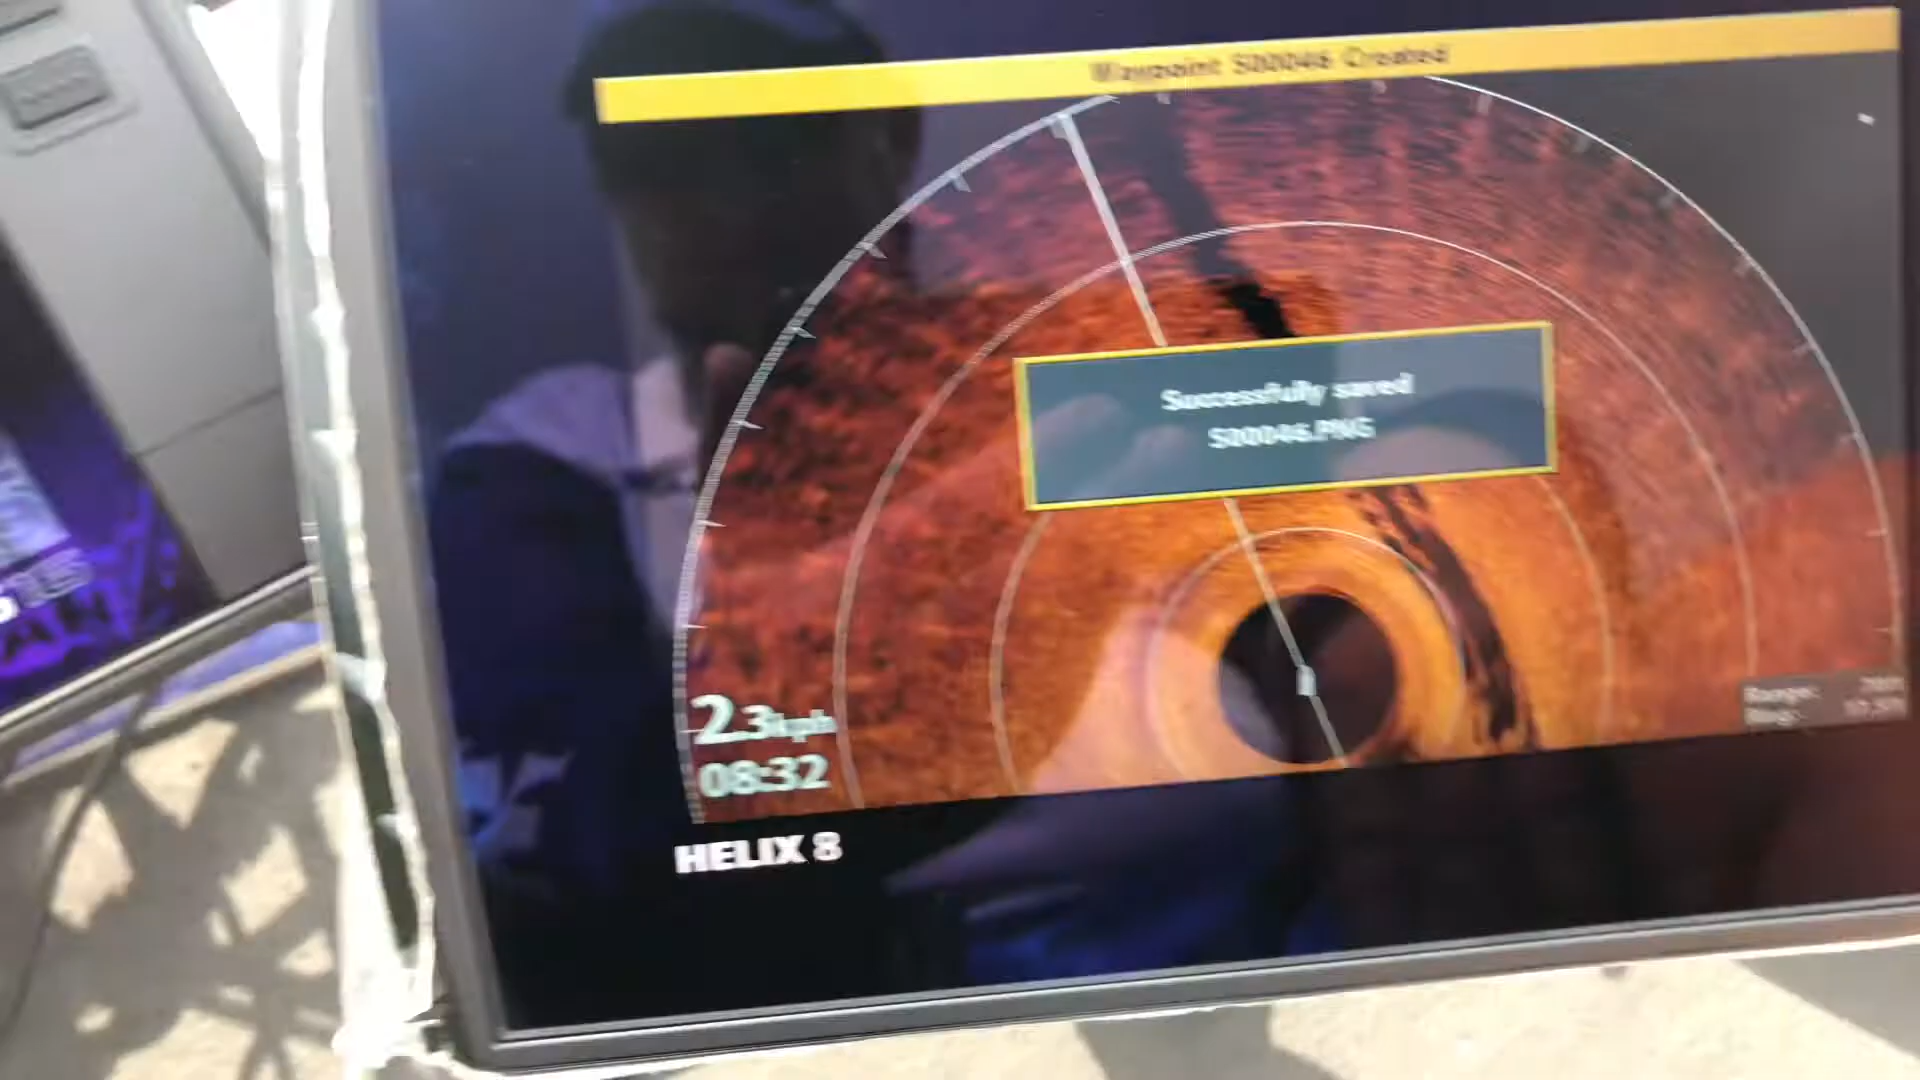 Waypoint S00046 Created
Successfully saved
S00046.PNG
2.3kph
08:32
HELIX 8